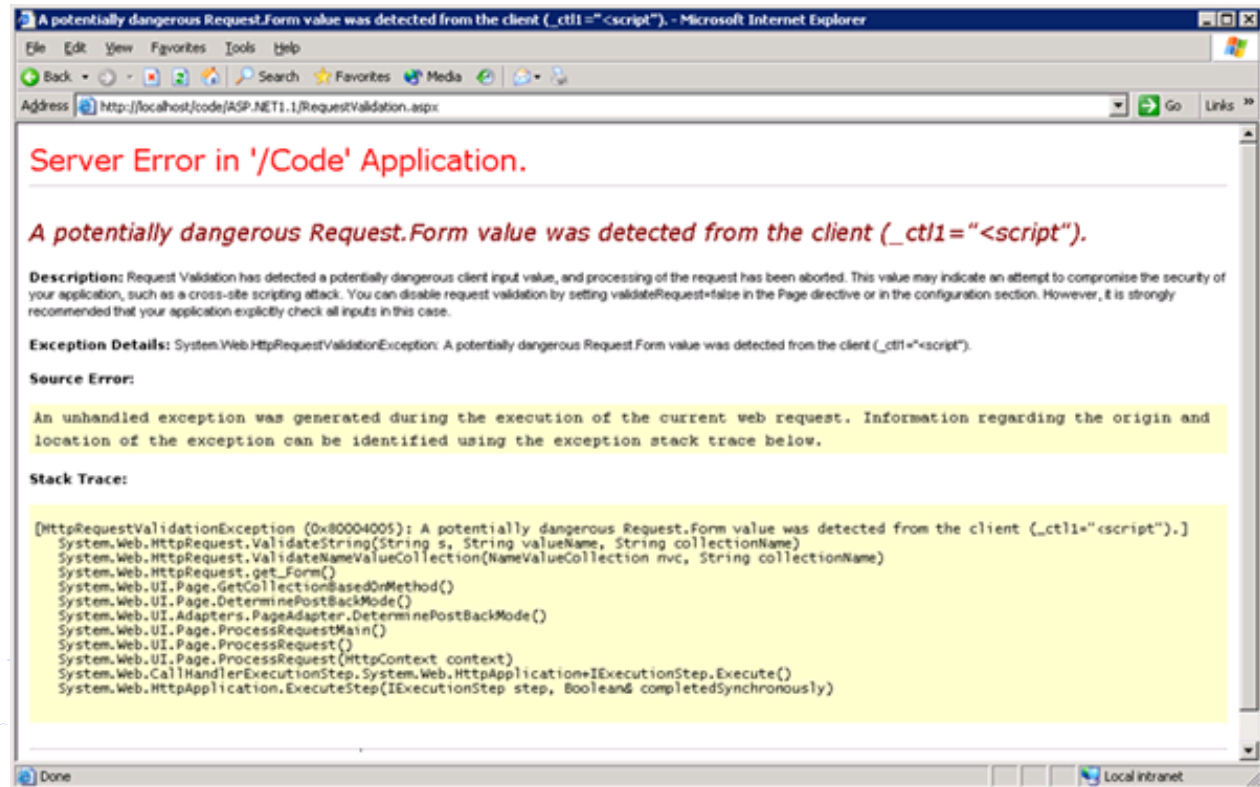 A potentially dangerous Request.Form value was detected from the client (_ctl1="<script"). - Microsoft Internet Explorer
File Edit View Favorites Tools Help
Back Search Favorites Media
Address http://localhost/code/ASP.NET1.1/RequestValidation.aspx Go Links »
Server Error in '/Code' Application.
A potentially dangerous Request.Form value was detected from the client (_ctl1="<script").
Description: Request Validation has detected a potentially dangerous client input value, and processing of the request has been aborted. This value may indicate an attempt to compromise the security of
your application, such as a cross-site scripting attack. You can disable request validation by setting validateRequest=false in the Page directive or in the configuration section. However, it is strongly
recommended that your application explicitly check all inputs in this case.
Exception Details: System.Web.HttpRequestValidationException: A potentially dangerous Request.Form value was detected from the client (_ctl1="<script").
Source Error:
An unhandled exception was generated during the execution of the current web request. Information regarding the origin and
location of the exception can be identified using the exception stack trace below.
Stack Trace:
[HttpRequestValidationException (0x80004005): A potentially dangerous Request.Form value was detected from the client (_ctl1="<script").]
System.Web.HttpRequest.ValidateString(String s, String valueName, String collectionName)
System.Web.HttpRequest.ValidateNameValueCollection(NameValueCollection nvc, String collectionName)
System.Web.HttpRequest.get_Form()
System.Web.UI.Page.GetCollectionBasedOnMethod()
System.Web.UI.Page.DeterminePostBackMode()
System.Web.UI.Adapters.PageAdapter.DeterminePostBackMode()
System.Web.UI.Page.ProcessRequestMain()
System.Web.UI.Page.ProcessRequest()
System.Web.UI.Page.ProcessRequest(HttpContext context)
System.Web.CallHandlerExecutionStep.System.Web.HttpApplication+IExecutionStep.Execute()
System.Web.HttpApplication.ExecuteStep(IExecutionStep step, Boolean& completedSynchronously)
Done Local intranet